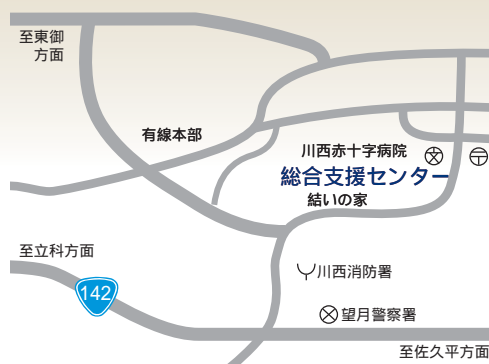 至東御
方面
有線本部
川西赤十字病院
総合支援センター
結いの家
至立科方面
142
川西消防署
望月警察署
至佐久平方面